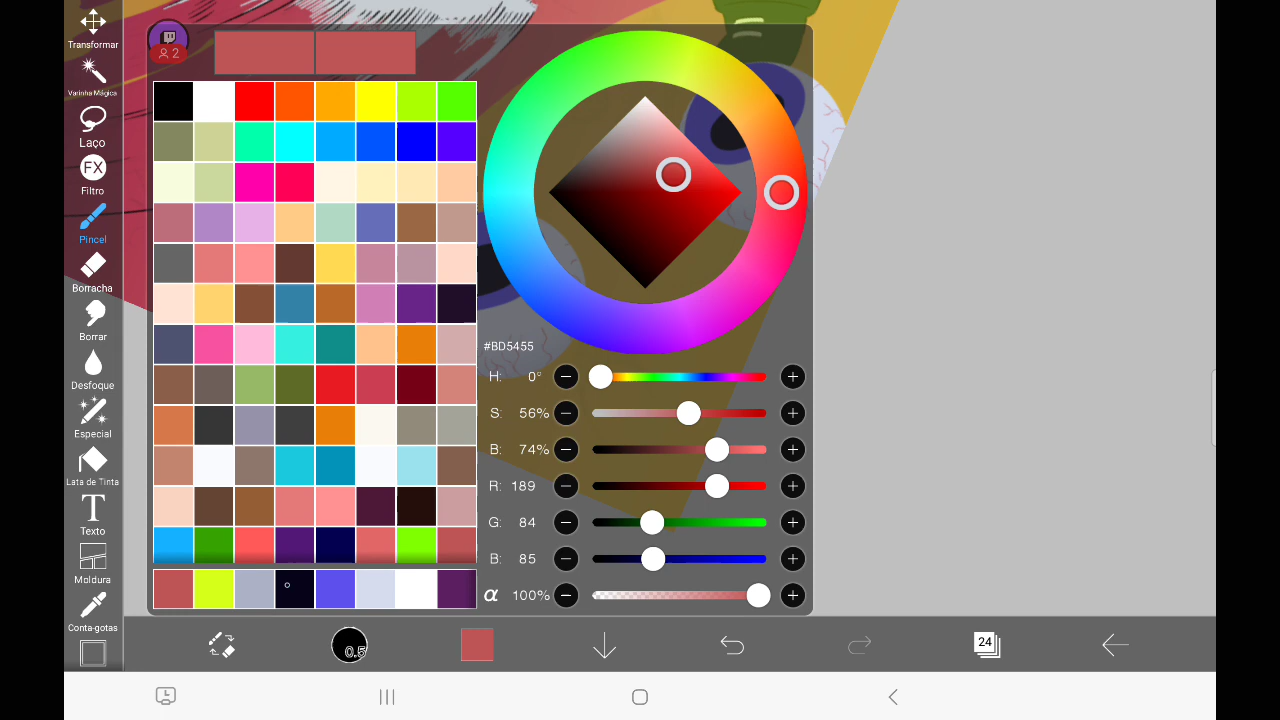 Transformar
Varinha Mágica
Laço
FX
Filtro
Pincel
Borracha
Borrar
Desfoque
Especial
Lata de Tinta
T
Texto
Moldura
Conta-gotas
2
#BD5455
H: 0°
S: 56%
B: 74%
R: 189
G: 84
B: 85
α 100%
0.5
24